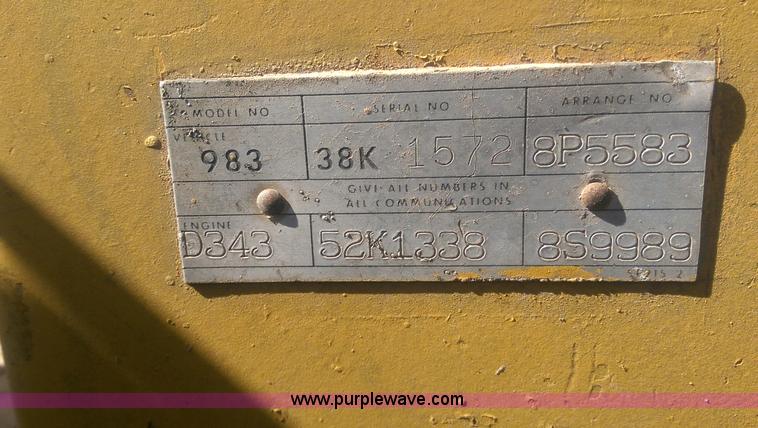 MODEL NO SERIAL NO ARRANGE NO
VEHICLE
983 38K 1572 8P5583
GIVE ALL NUMBERS IN
ALL COMMUNICATIONS
ENGINE
D343 52K1338 8S9989
www.purplewave.com